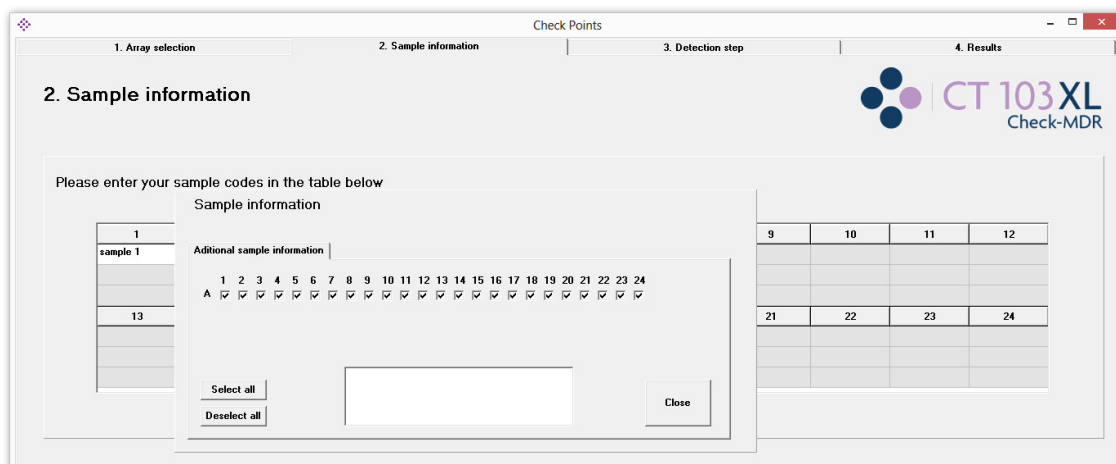 Check Points
1. Array selection 2. Sample information 3. Detection step 4. Results
2. Sample information
CT 103 XL
Check-MDR
Please enter your sample codes in the table below
Sample information
1 9 10 11 12
sample 1
Aditional sample information
1 2 3 4 5 6 7 8 9 10 11 12 13 14 15 16 17 18 19 20 21 22 23 24
A
13 21 22 23 24
Select all
Deselect all
Close